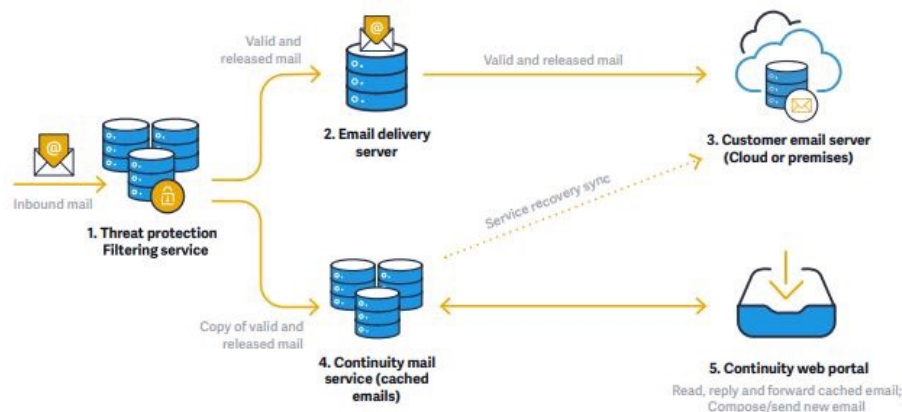 Valid and
released mail
Valid and released mail
2. Email delivery
server
3. Customer email server
(Cloud or premises)
Inbound mail
1. Threat protection
Filtering service
Service recovery sync
Copy of valid and
released mail
4. Continuity mail
service (cached
emails)
5. Continuity web portal
Read, reply and forward cached email;
Compose/send new email